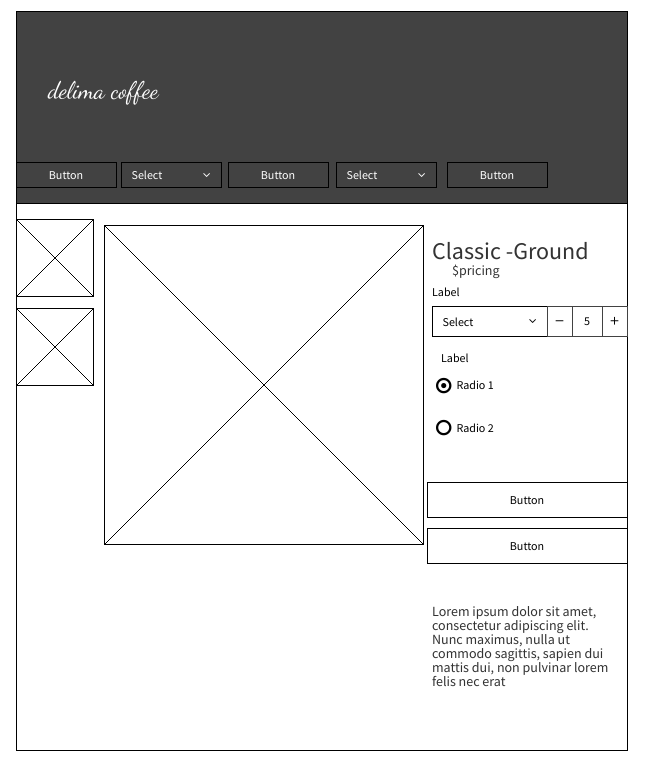 delima coffee
Button
Select
Button
Select
Button
Classic -Ground
$pricing
Label
Select
− 5 +
Label
Radio 1
Radio 2
Button
Button
Lorem ipsum dolor sit amet,
consectetur adipiscing elit.
Nunc maximus, nulla ut
commodo sagittis, sapien dui
mattis dui, non pulvinar lorem
felis nec erat